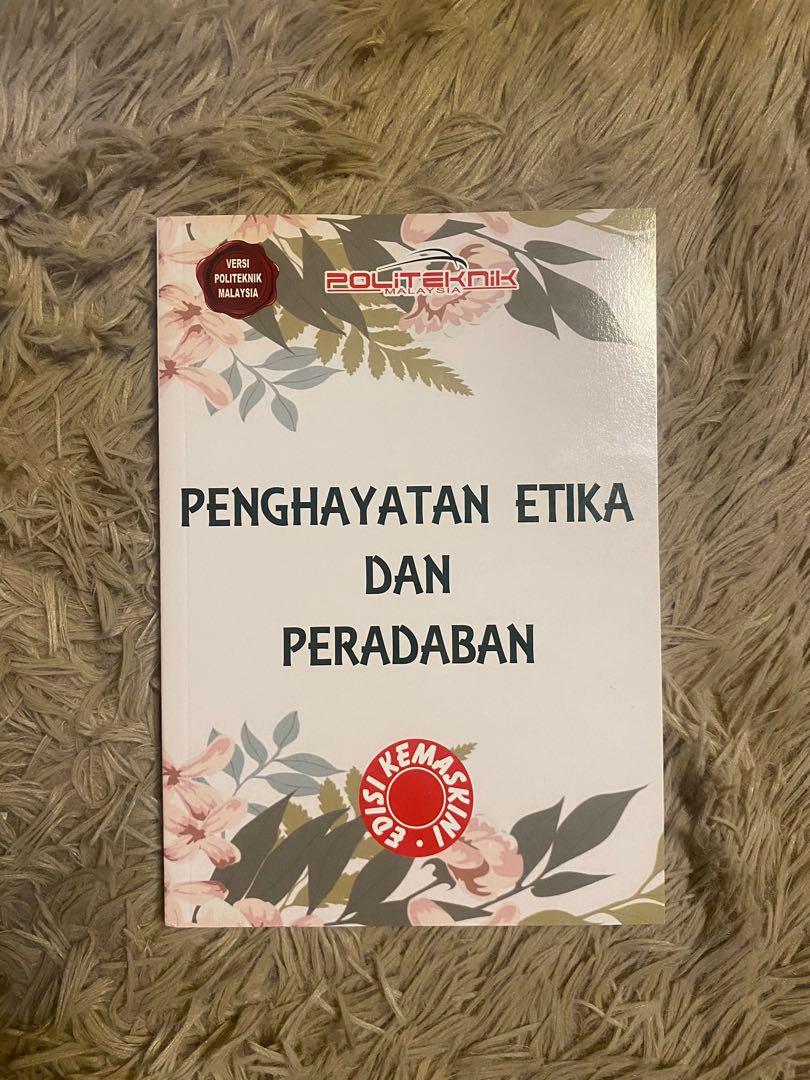 VERSI
POLITEKNIK
MALAYSIA
POLITEKNIK
MALAYSIA
PENGHAYATAN ETIKA
DAN
PERADABAN
EDISI KEMASKINI •